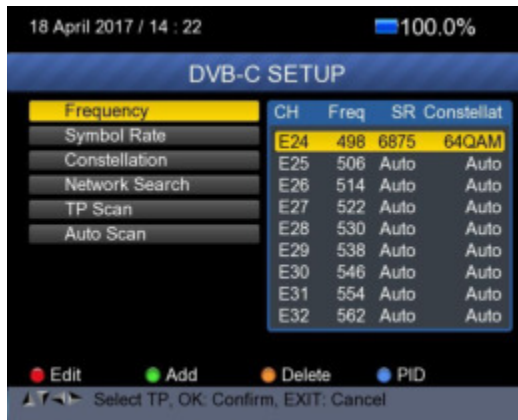 18 April 2017 / 14 : 22 100.0%
DVB-C SETUP
Frequency
Symbol Rate
Constellation
Network Search
TP Scan
Auto Scan
CH Freq SR Constellat
E24 498 6875 64QAM
E25 506 Auto Auto
E26 514 Auto Auto
E27 522 Auto Auto
E28 530 Auto Auto
E29 538 Auto Auto
E30 546 Auto Auto
E31 554 Auto Auto
E32 562 Auto Auto
Edit Add Delete PID
Select TP, OK: Confirm, EXIT: Cancel